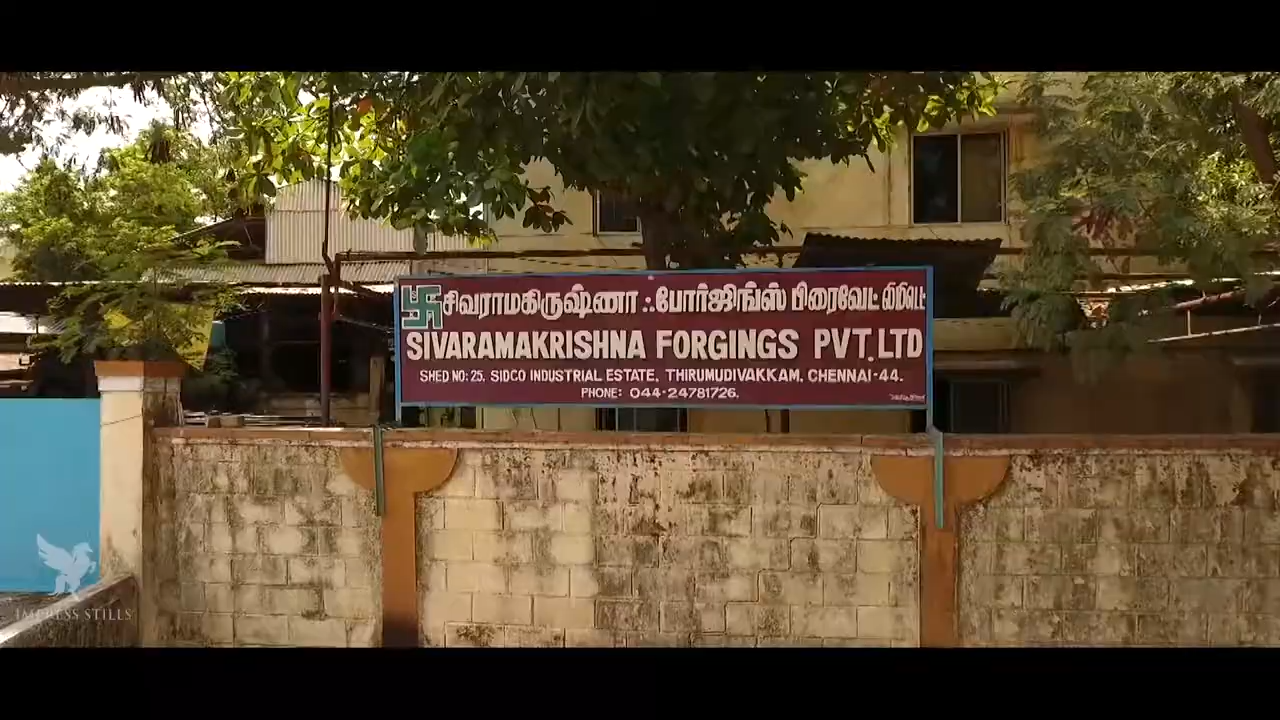 சிவராமகிருஷ்ணா ஃபோர்ஜிங்ஸ் பிரைவேட் லிமிடெட்
SIVARAMAKRISHNA FORGINGS PVT.LTD
SHED NO: 25, SIDCO INDUSTRIAL ESTATE, THIRUMUDIVAKKAM, CHENNAI-44.
PHONE: 044-24781726.
IMPRESS STILLS